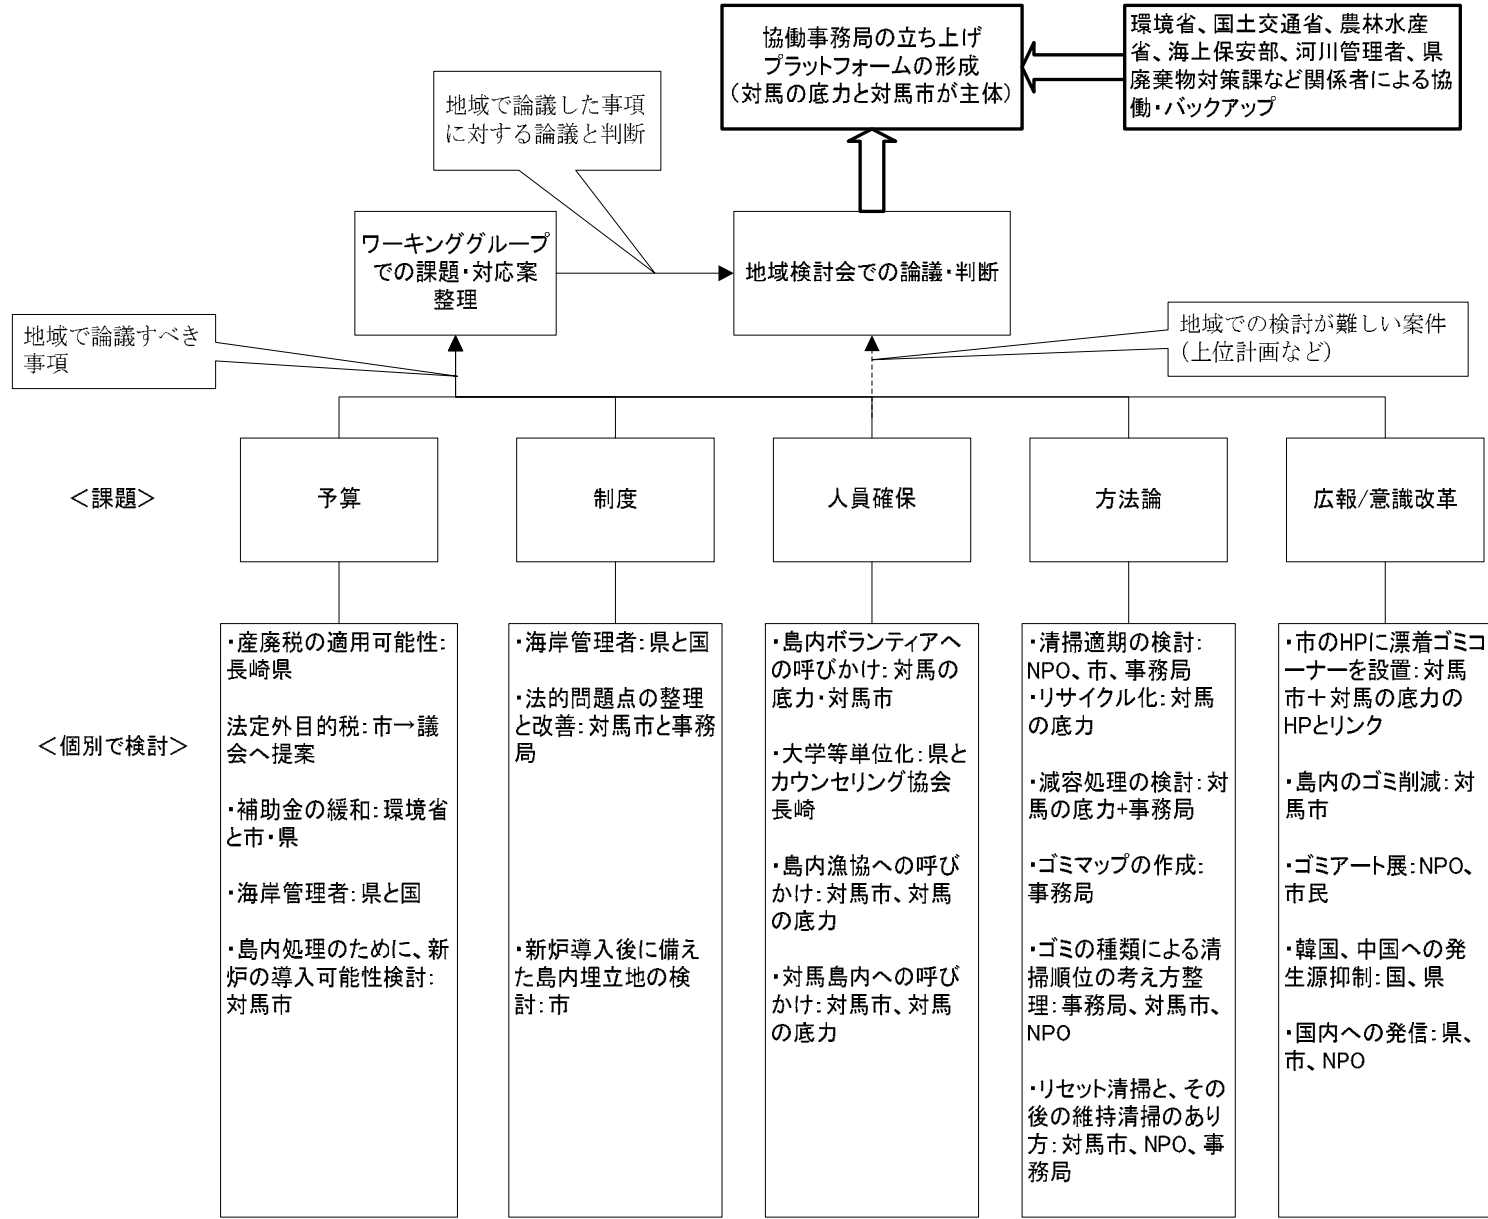 協働事務局の立ち上げ
プラットフォームの形成
(対馬の底力と対馬市が主体)
環境省、国土交通省、農林水産
省、海上保安部、河川管理者、県
廃棄物対策課など関係者による協
働・バックアップ
地域で論議した事項
に対する論議と判断
ワーキンググループ
での課題・対応案
整理
地域検討会での論議・判断
地域で論議すべき
事項
地域での検討が難しい案件
(上位計画など)
<課題>
予算
制度
人員確保
方法論
広報/意識改革
<個別で検討>
・産廃税の適用可能性:
長崎県
法定外目的税:市→議
会へ提案
・補助金の緩和:環境省
と市・県
・海岸管理者:県と国
・島内処理のために、新
炉の導入可能性検討:
対馬市
・海岸管理者:県と国
・法的問題点の整理
と改善:対馬市と事務
局
・新炉導入後に備え
た島内埋立地の検
討:市
・島内ボランティアへ
の呼びかけ:対馬の
底力・対馬市
・大学等単位化:県と
カウンセリング協会
長崎
・島内漁協への呼び
かけ:対馬市、対馬
の底力
・対馬島内への呼び
かけ:対馬市、対馬
の底力
・清掃適期の検討:
NPO、市、事務局
・リサイクル化:対馬
の底力
・減容処理の検討:対
馬の底力+事務局
・ゴミマップの作成:
事務局
・ゴミの種類による清
掃順位の考え方整
理:事務局、対馬市、
NPO
・リセット清掃と、その
後の維持清掃のあり
方:対馬市、NPO、事
務局
・市のHPに漂着ゴミコ
ーナーを設置:対馬
市+対馬の底力の
HPとリンク
・島内のゴミ削減:対
馬市
・ゴミアート展:NPO、
市民
・韓国、中国への発
生源抑制:国、県
・国内への発信:県、
市、NPO